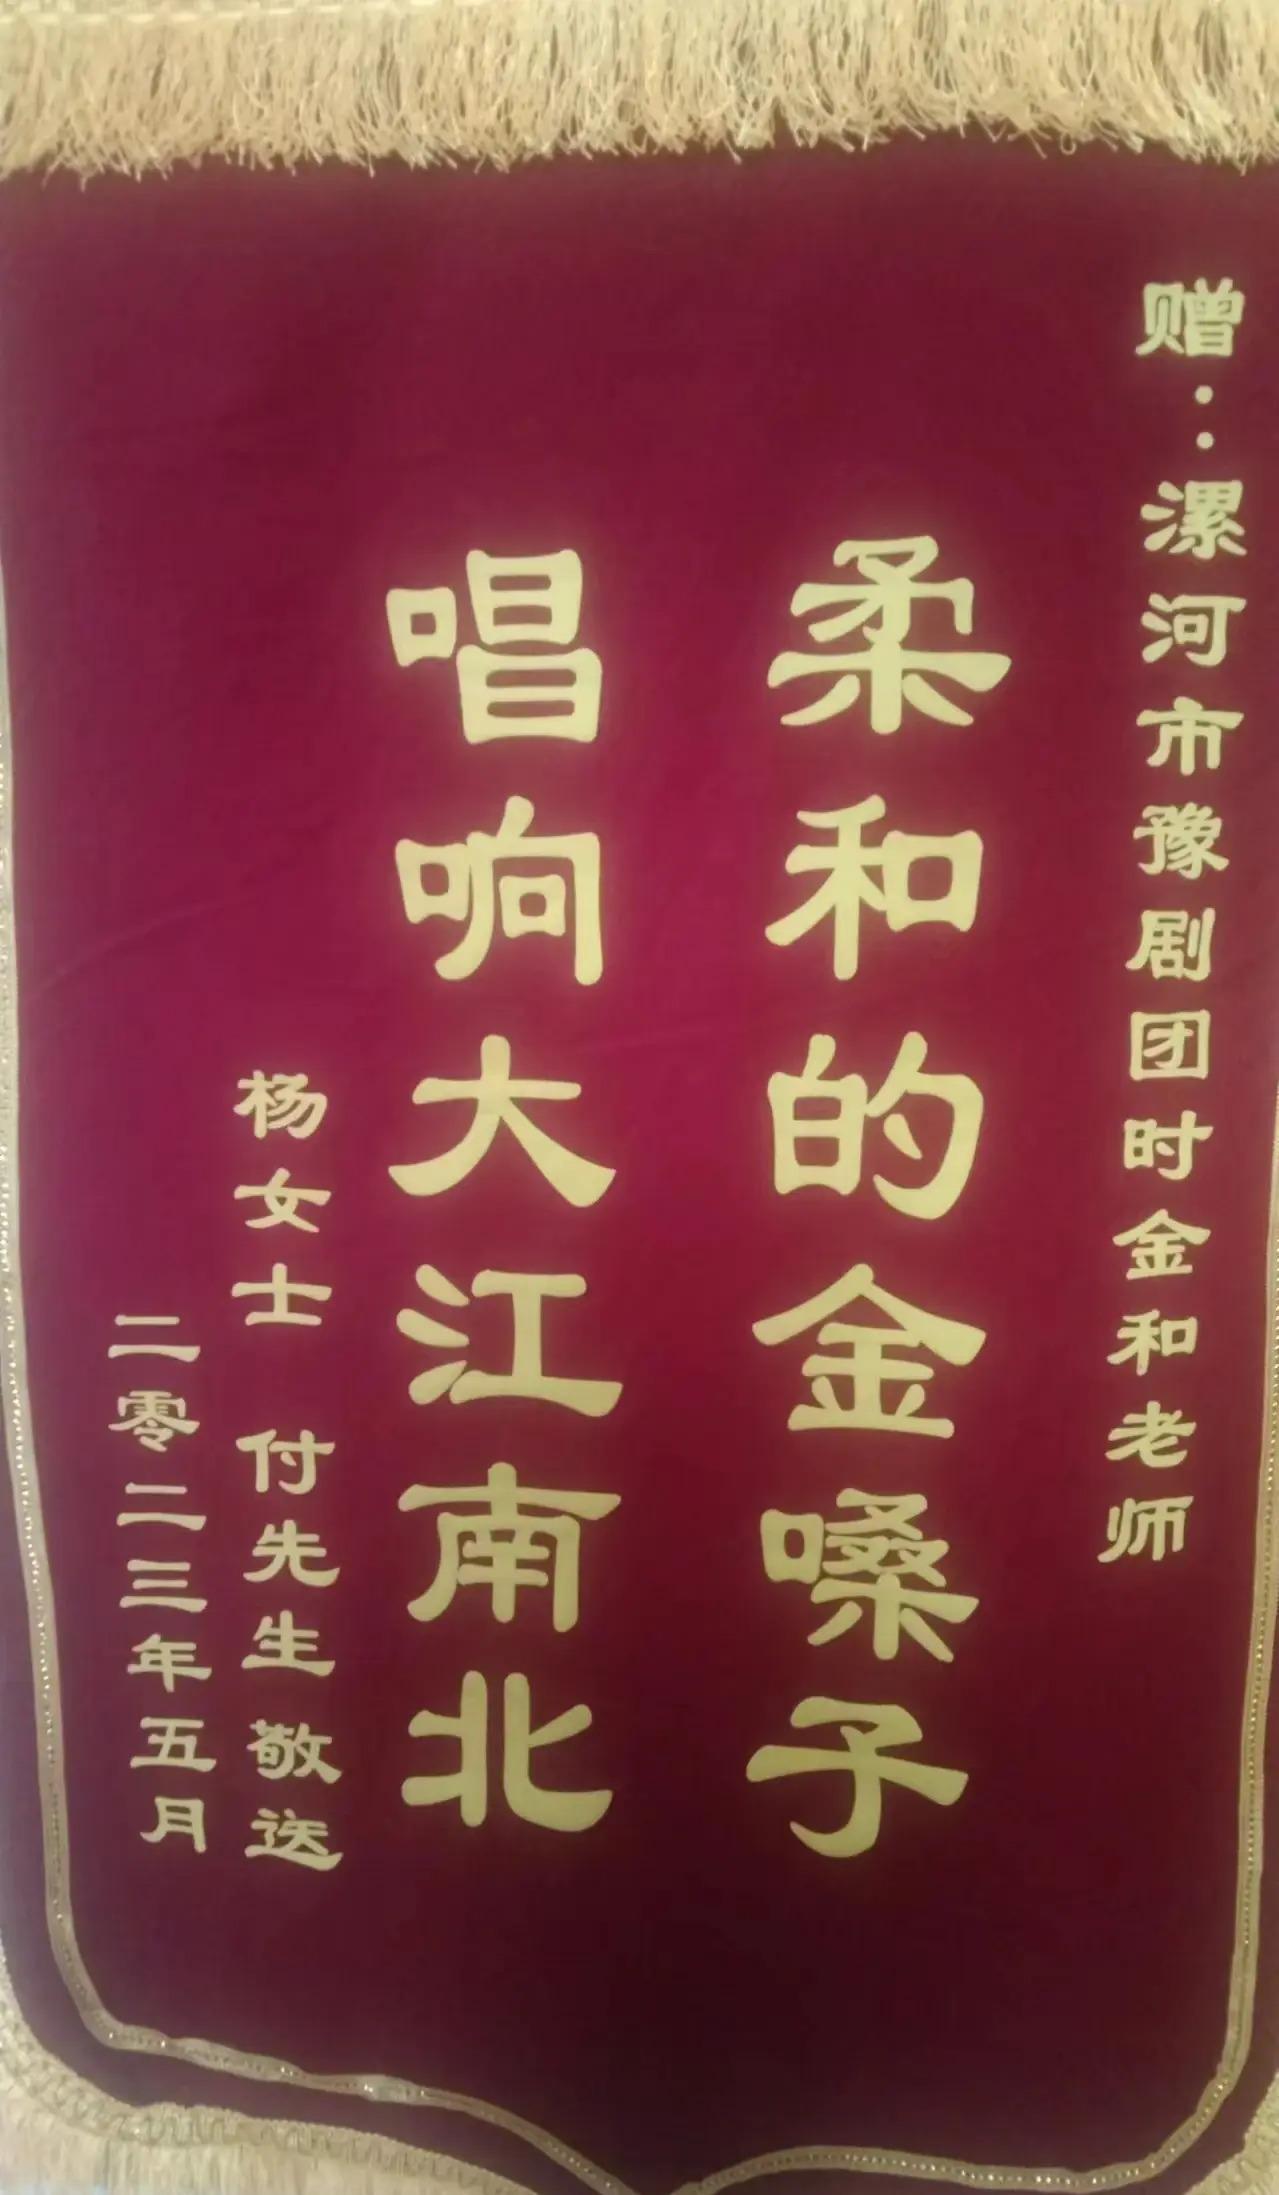 赠：漯河市豫剧团时金和老师
柔和的金嗓子
唱响大江南北
杨女士 付先生敬送
二零二三年五月